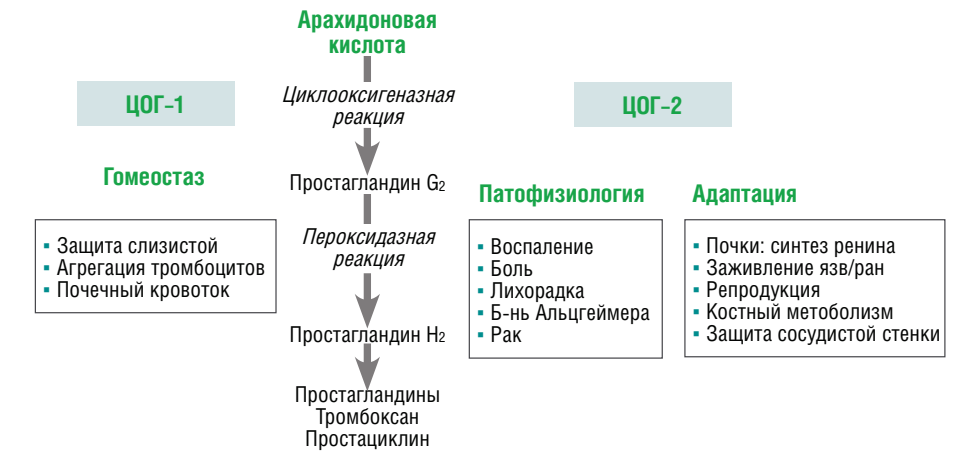 Арахидоновая
кислота
ЦОГ-1
Циклооксигеназная
реакция
ЦОГ-2
Гомеостаз
Простагландин G2
Патофизиология
Адаптация
▪ Защита слизистой
▪ Агрегация тромбоцитов
▪ Почечный кровоток
Пероксидазная
реакция
▪ Воспаление
▪ Боль
▪ Лихорадка
▪ Б-нь Альцгеймера
▪ Рак
▪ Почки: синтез ренина
▪ Заживление язв/ран
▪ Репродукция
▪ Костный метоболизм
▪ Защита сосудистой стенки
Простагландин H2
Простагландины
Тромбоксан
Простациклин